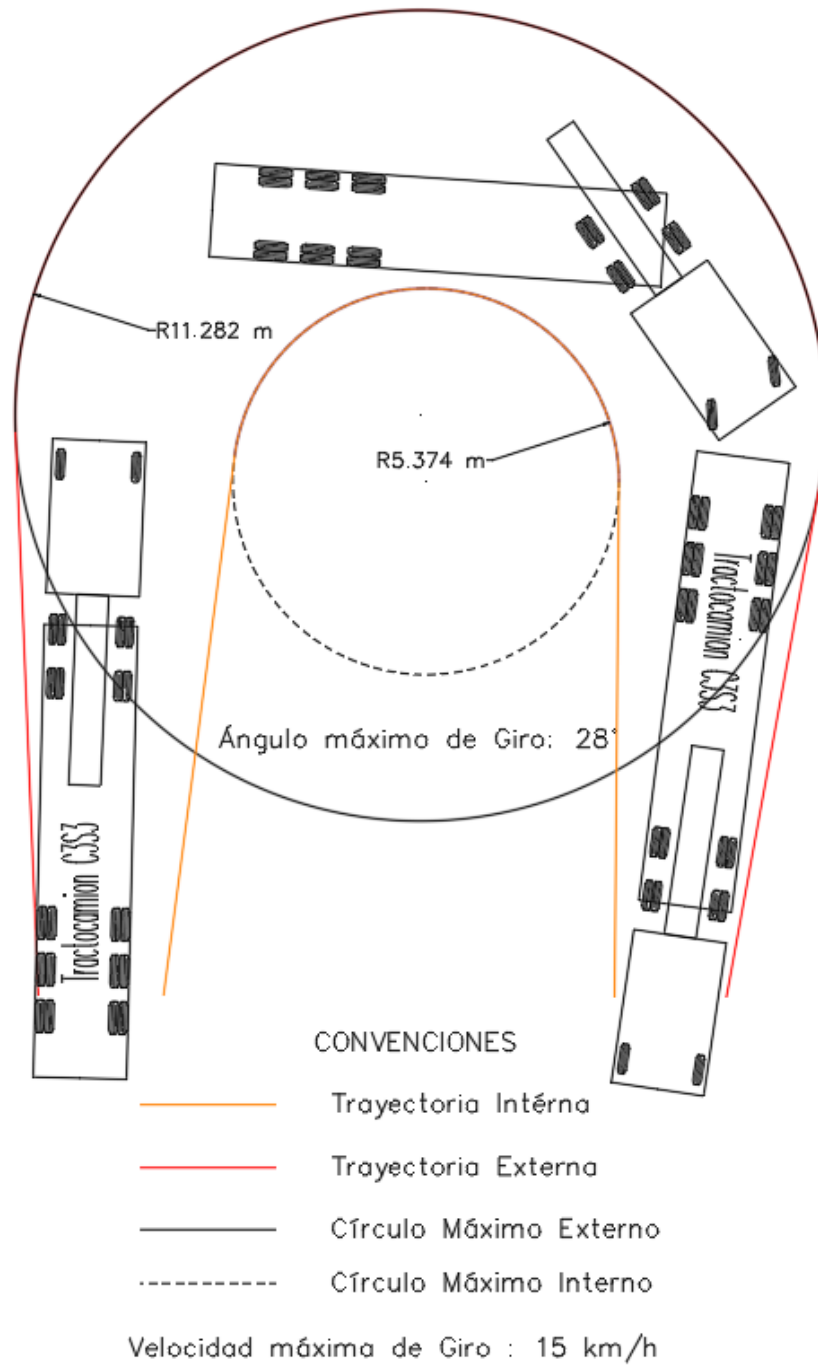 R11.282 m
R5.374 m
Tractocamion C3S3
Ángulo máximo de Giro: 28°
Tractocamion C3S3
CONVENCIONES
Trayectoria Intérna
Trayectoria Externa
Círculo Máximo Externo
Círculo Máximo Interno
Velocidad máxima de Giro : 15 km/h